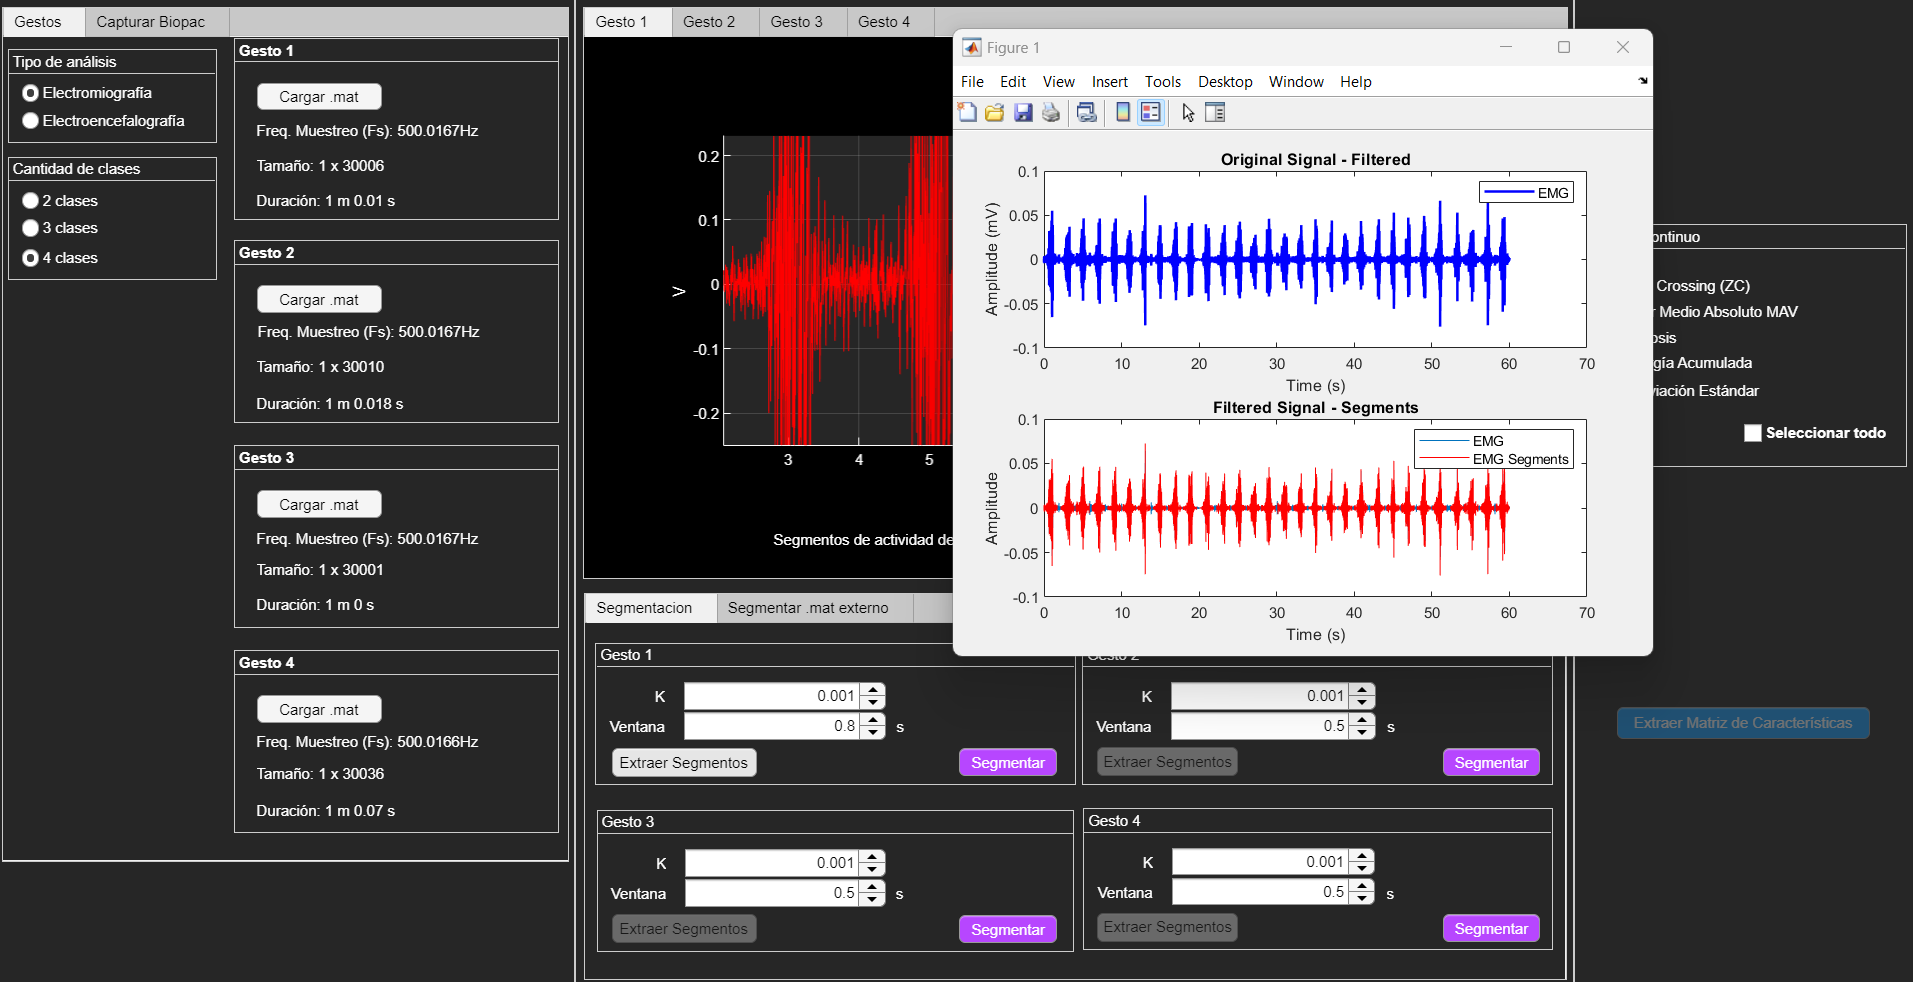 Gestos
Capturar Biopac
Tipo de análisis
Electromiografía
Electroencefalografía
Cantidad de clases
2 clases
3 clases
4 clases
Gesto 1
Cargar .mat
Freq. Muestreo (Fs): 500.0167Hz
Tamaño: 1 x 30006
Duración: 1 m 0.01 s
Gesto 2
Cargar .mat
Freq. Muestreo (Fs): 500.0167Hz
Tamaño: 1 x 30010
Duración: 1 m 0.018 s
Gesto 3
Cargar .mat
Freq. Muestreo (Fs): 500.0167Hz
Tamaño: 1 x 30001
Duración: 1 m 0 s
Gesto 4
Cargar .mat
Freq. Muestreo (Fs): 500.0166Hz
Tamaño: 1 x 30036
Duración: 1 m 0.07 s
Gesto 1
Gesto 2
Gesto 3
Gesto 4
0.2
0.1
0
-0.1
-0.2
V
3
4
5
Segmentos de actividad de
Figure 1
File Edit View Insert Tools Desktop Window Help
Original Signal - Filtered
EMG
0.1
0.05
0
-0.05
-0.1
Amplitude (mV)
0 10 20 30 40 50 60 70
Time (s)
Filtered Signal - Segments
EMG
EMG Segments
0.1
0.05
0
-0.05
-0.1
Amplitude
0 10 20 30 40 50 60 70
Time (s)
Segmentacion
Segmentar .mat externo
Gesto 1
K 0.001
Ventana 0.8 s
Extraer Segmentos
Segmentar
Gesto 2
K 0.001
Ventana 0.5 s
Extraer Segmentos
Segmentar
Gesto 3
K 0.001
Ventana 0.5 s
Extraer Segmentos
Segmentar
Gesto 4
K 0.001
Ventana 0.5 s
Extraer Segmentos
Segmentar
ontinuo
Crossing (ZC)
r Medio Absoluto MAV
osis
gía Acumulada
viación Estándar
Seleccionar todo
Extraer Matriz de Características